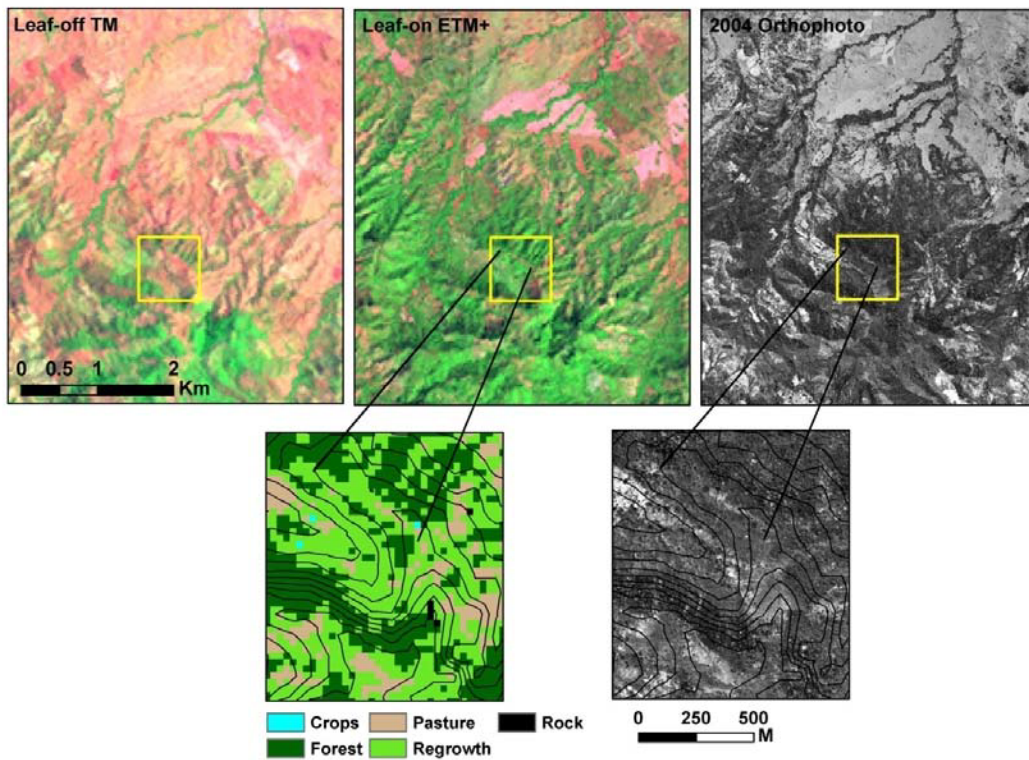 Leaf-off TM
Leaf-on ETM+
2004 Orthophoto
0 0.5 1 2
Km
Crops Pasture Rock
Forest Regrowth
0 250 500
M